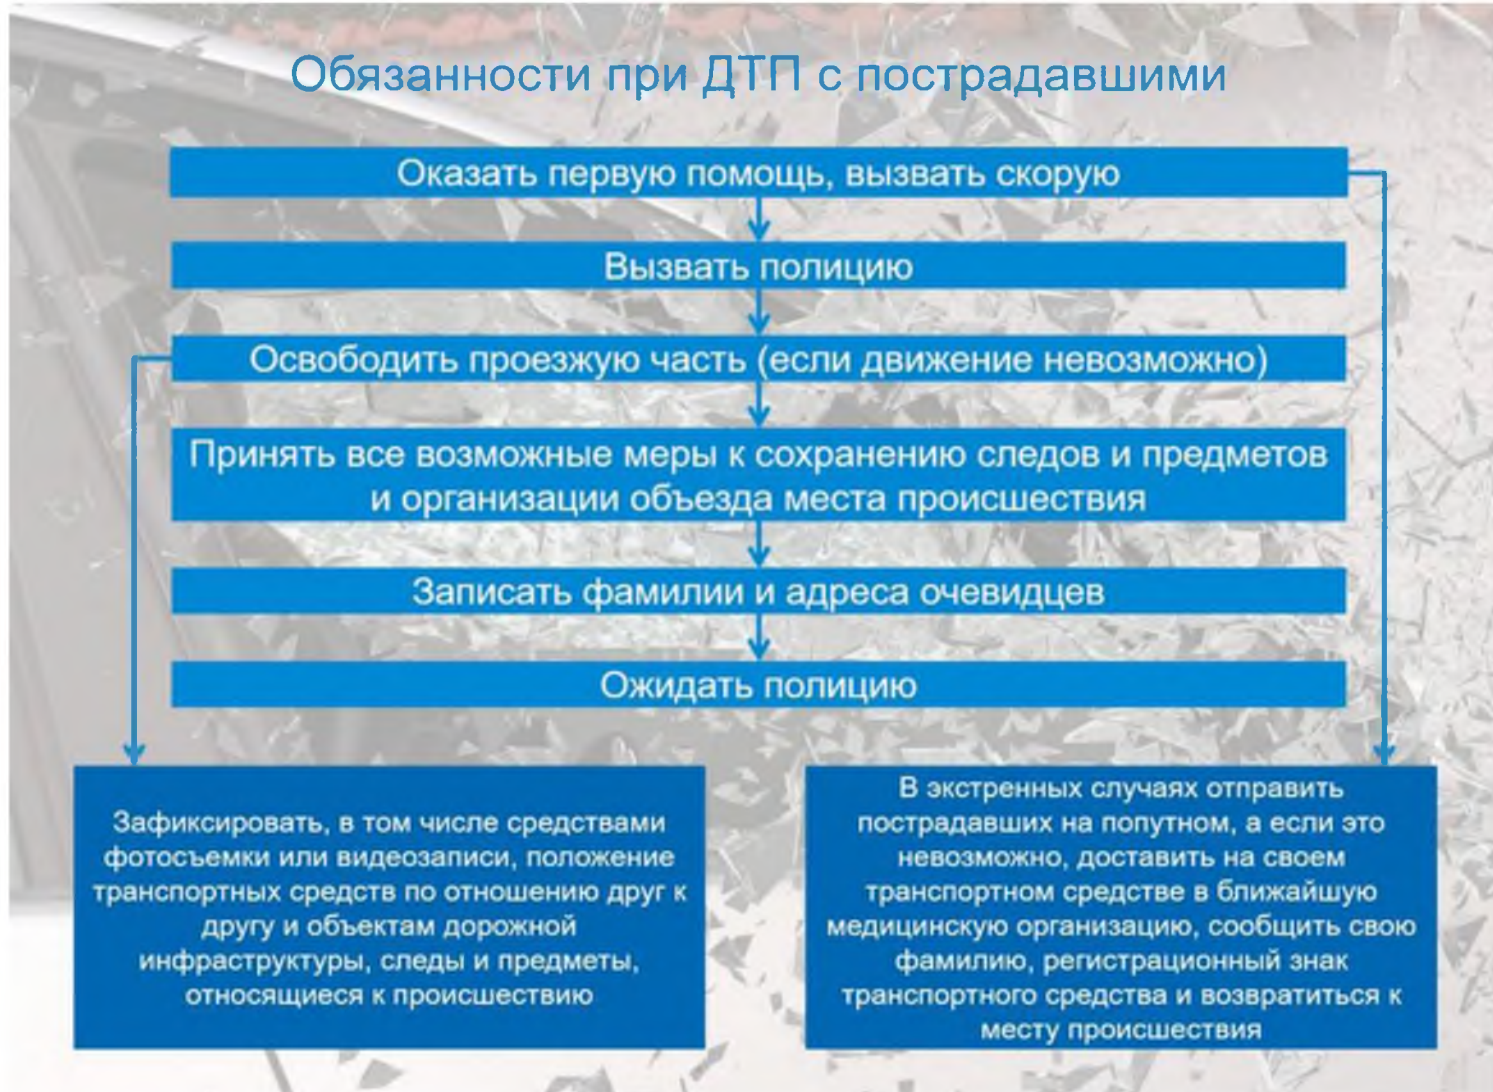 Обязанности при ДТП с пострадавшими
Оказать первую помощь, вызвать скорую
Вызвать полицию
Освободить проезжую часть (если движение невозможно)
Принять все возможные меры к сохранению следов и предметов
и организации объезда места происшествия
Записать фамилии и адреса очевидцев
Ожидать полицию
Зафиксировать, в том числе средствами
фотосъемки или видеозаписи, положение
транспортных средств по отношению друг к
другу и объектам дорожной
инфраструктуры, следы и предметы,
относящиеся к происшествию
В экстренных случаях отправить
пострадавших на попутном, а если это
невозможно, доставить на своем
транспортном средстве в ближайшую
медицинскую организацию, сообщить свою
фамилию, регистрационный знак
транспортного средства и возвратиться к
месту происшествия